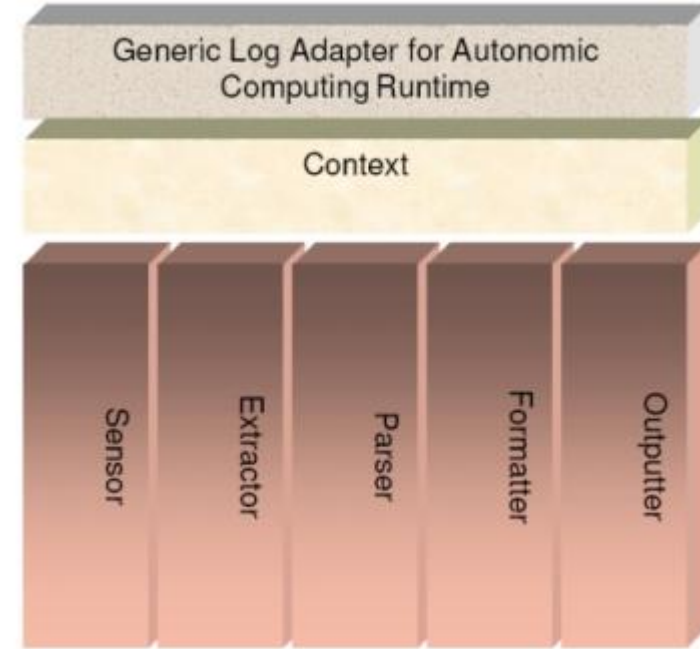 Generic Log Adapter for Autonomic
Computing Runtime
Context
Sensor
Extractor
Parser
Formatter
Outputter